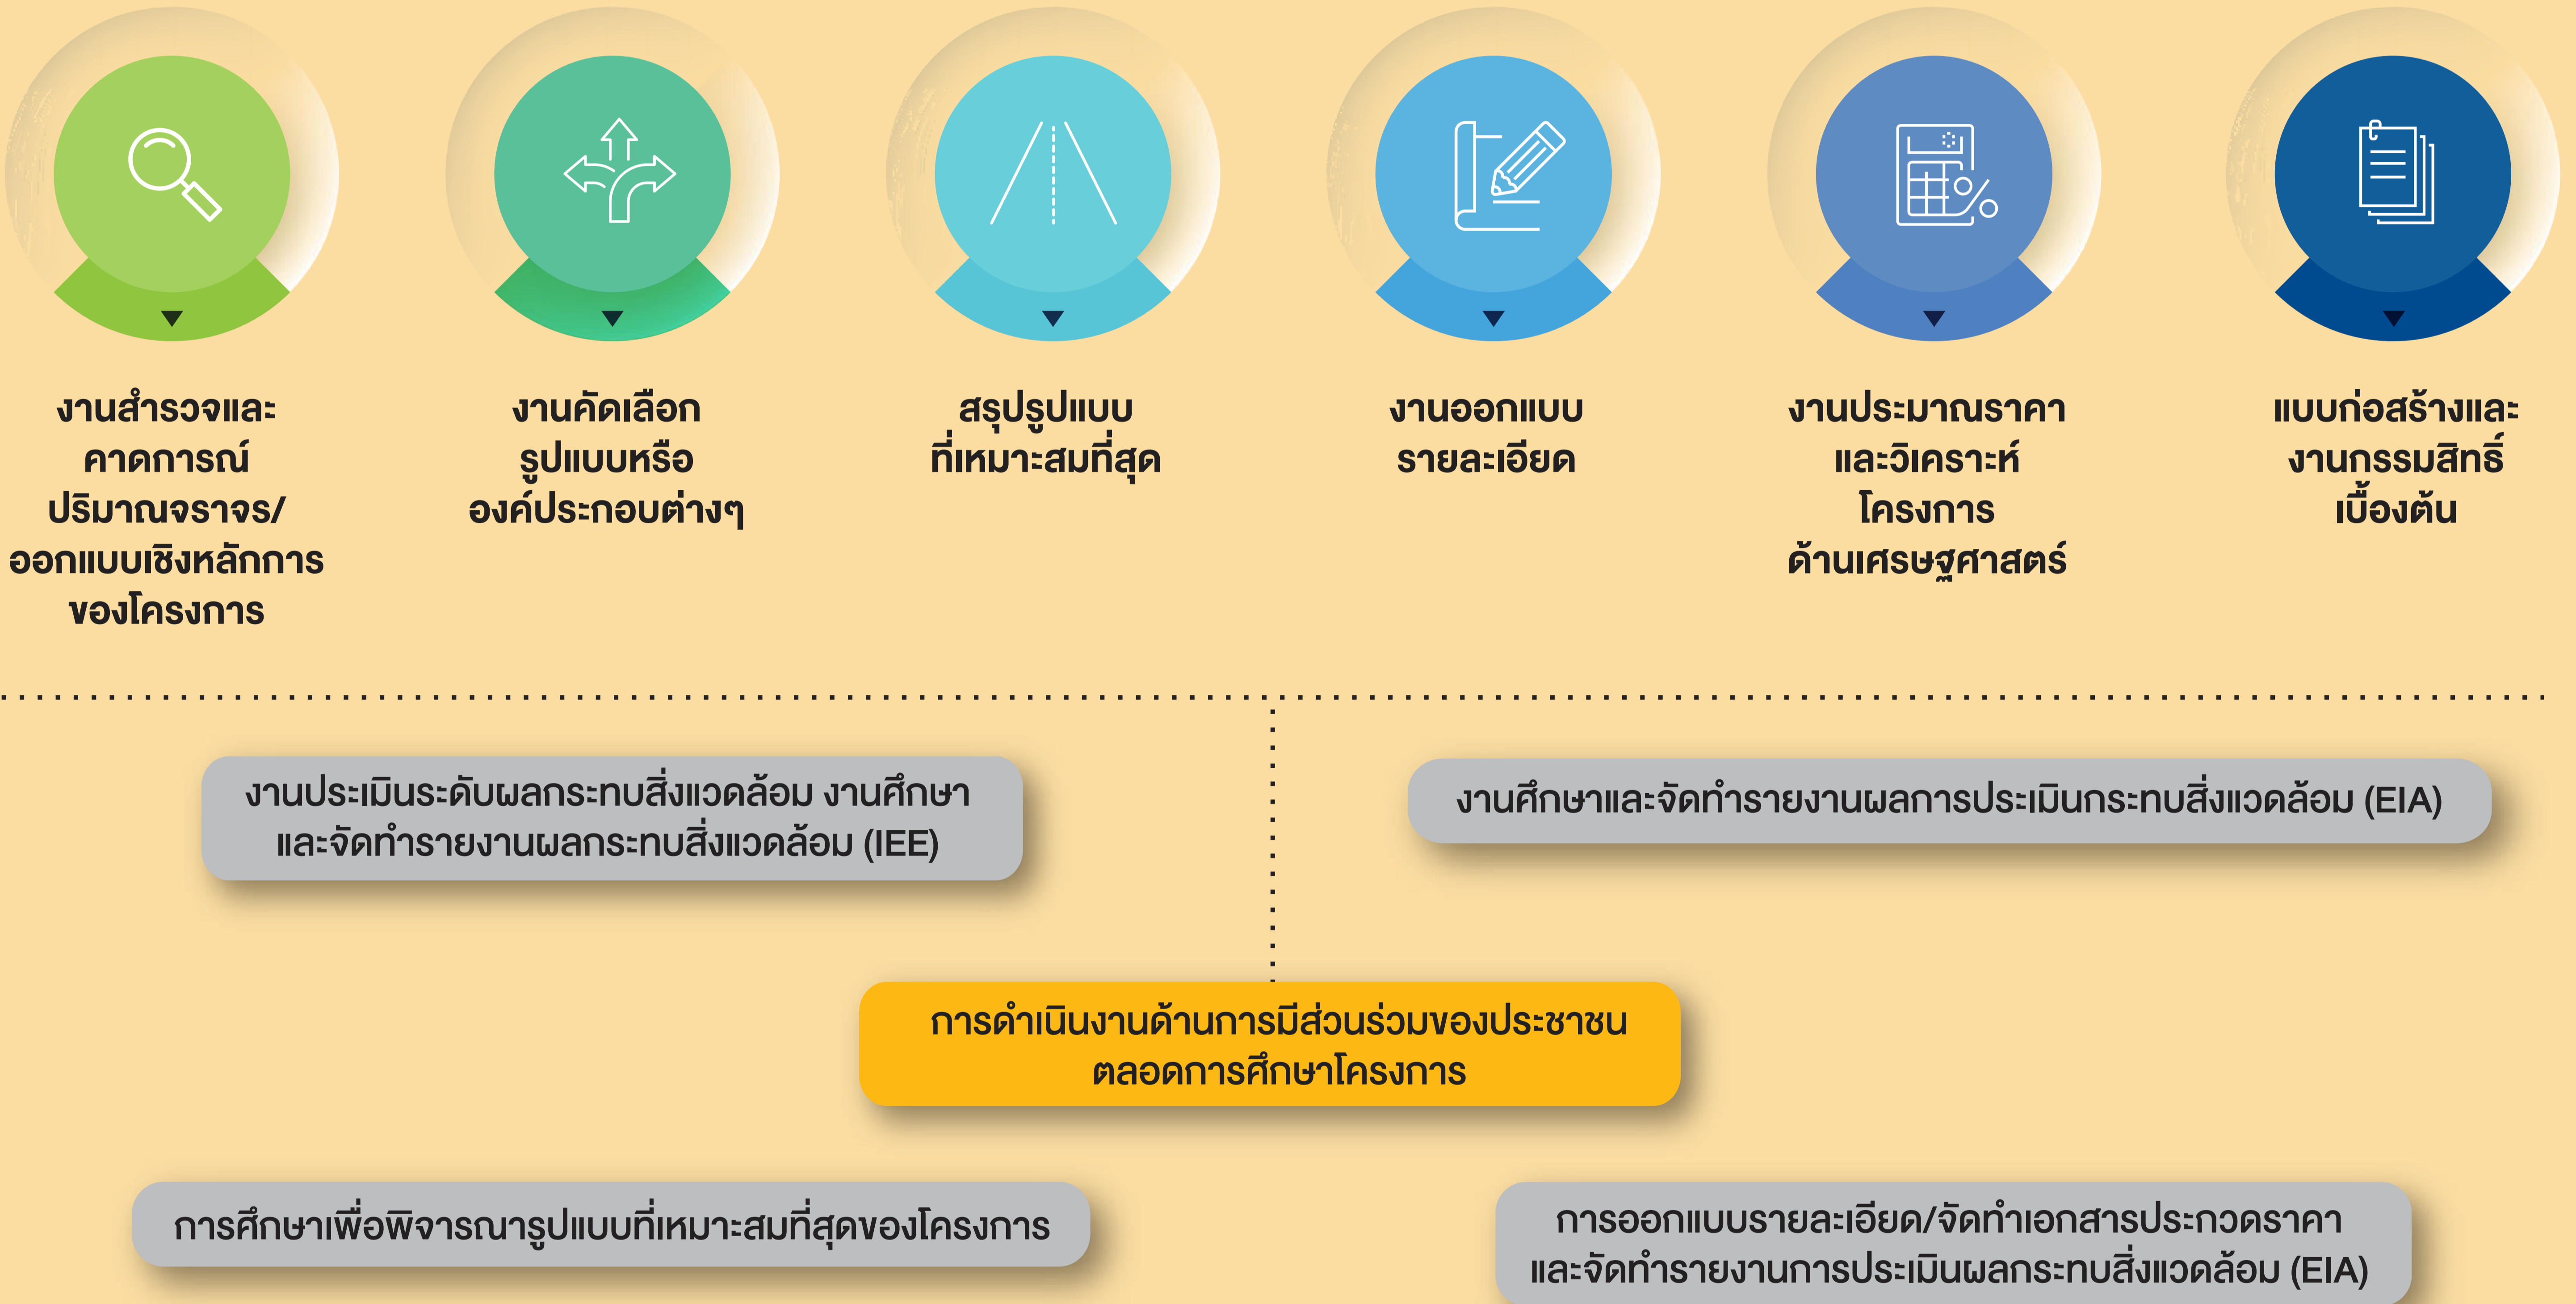 งานสำรวจและ
คาดการณ์
ปริมาณจราจร/
ออกแบบเชิงหลักการ
ของโครงการ
งานคัดเลือก
รูปแบบหรือ
องค์ประกอบต่างๆ
สรุปรูปแบบ
ที่เหมาะสมที่สุด
งานออกแบบ
รายละเอียด
งานประมาณราคา
และวิเคราะห์
โครงการ
ด้านเศรษฐศาสตร์
แบบก่อสร้างและ
งานกรรมสิทธิ์
เบื้องต้น
งานประเมินระดับผลกระทบสิ่งแวดล้อม งานศึกษา
และจัดทำรายงานผลกระทบสิ่งแวดล้อม (IEE)
งานศึกษาและจัดทำรายงานผลการประเมินกระทบสิ่งแวดล้อม (EIA)
การดำเนินงานด้านการมีส่วนร่วมของประชาชน
ตลอดการศึกษาโครงการ
การศึกษาเพื่อพิจารณารูปแบบที่เหมาะสมที่สุดของโครงการ
การออกแบบรายละเอียด/จัดทำเอกสารประกวดราคา
และจัดทำรายงานการประเมินผลกระทบสิ่งแวดล้อม (EIA)